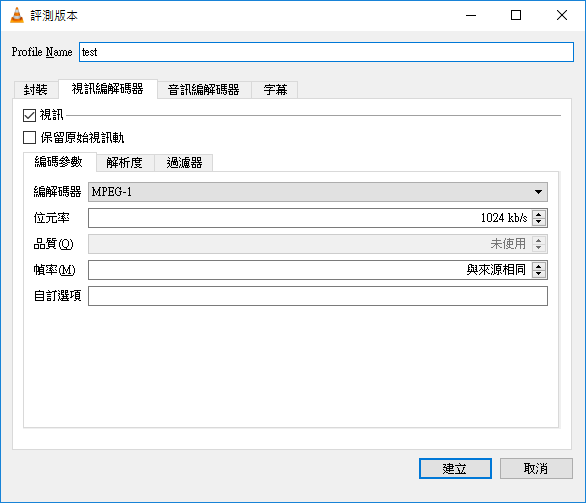 評測版本
Profile Name test
封裝 視訊編解碼器 音訊編解碼器 字幕
視訊
保留原始視訊軌
編碼參數 解析度 過濾器
編解碼器 MPEG-1
位元率 1024 kb/s
品質(Q) 未使用
幀率(M) 與來源相同
自訂選項
建立 取消